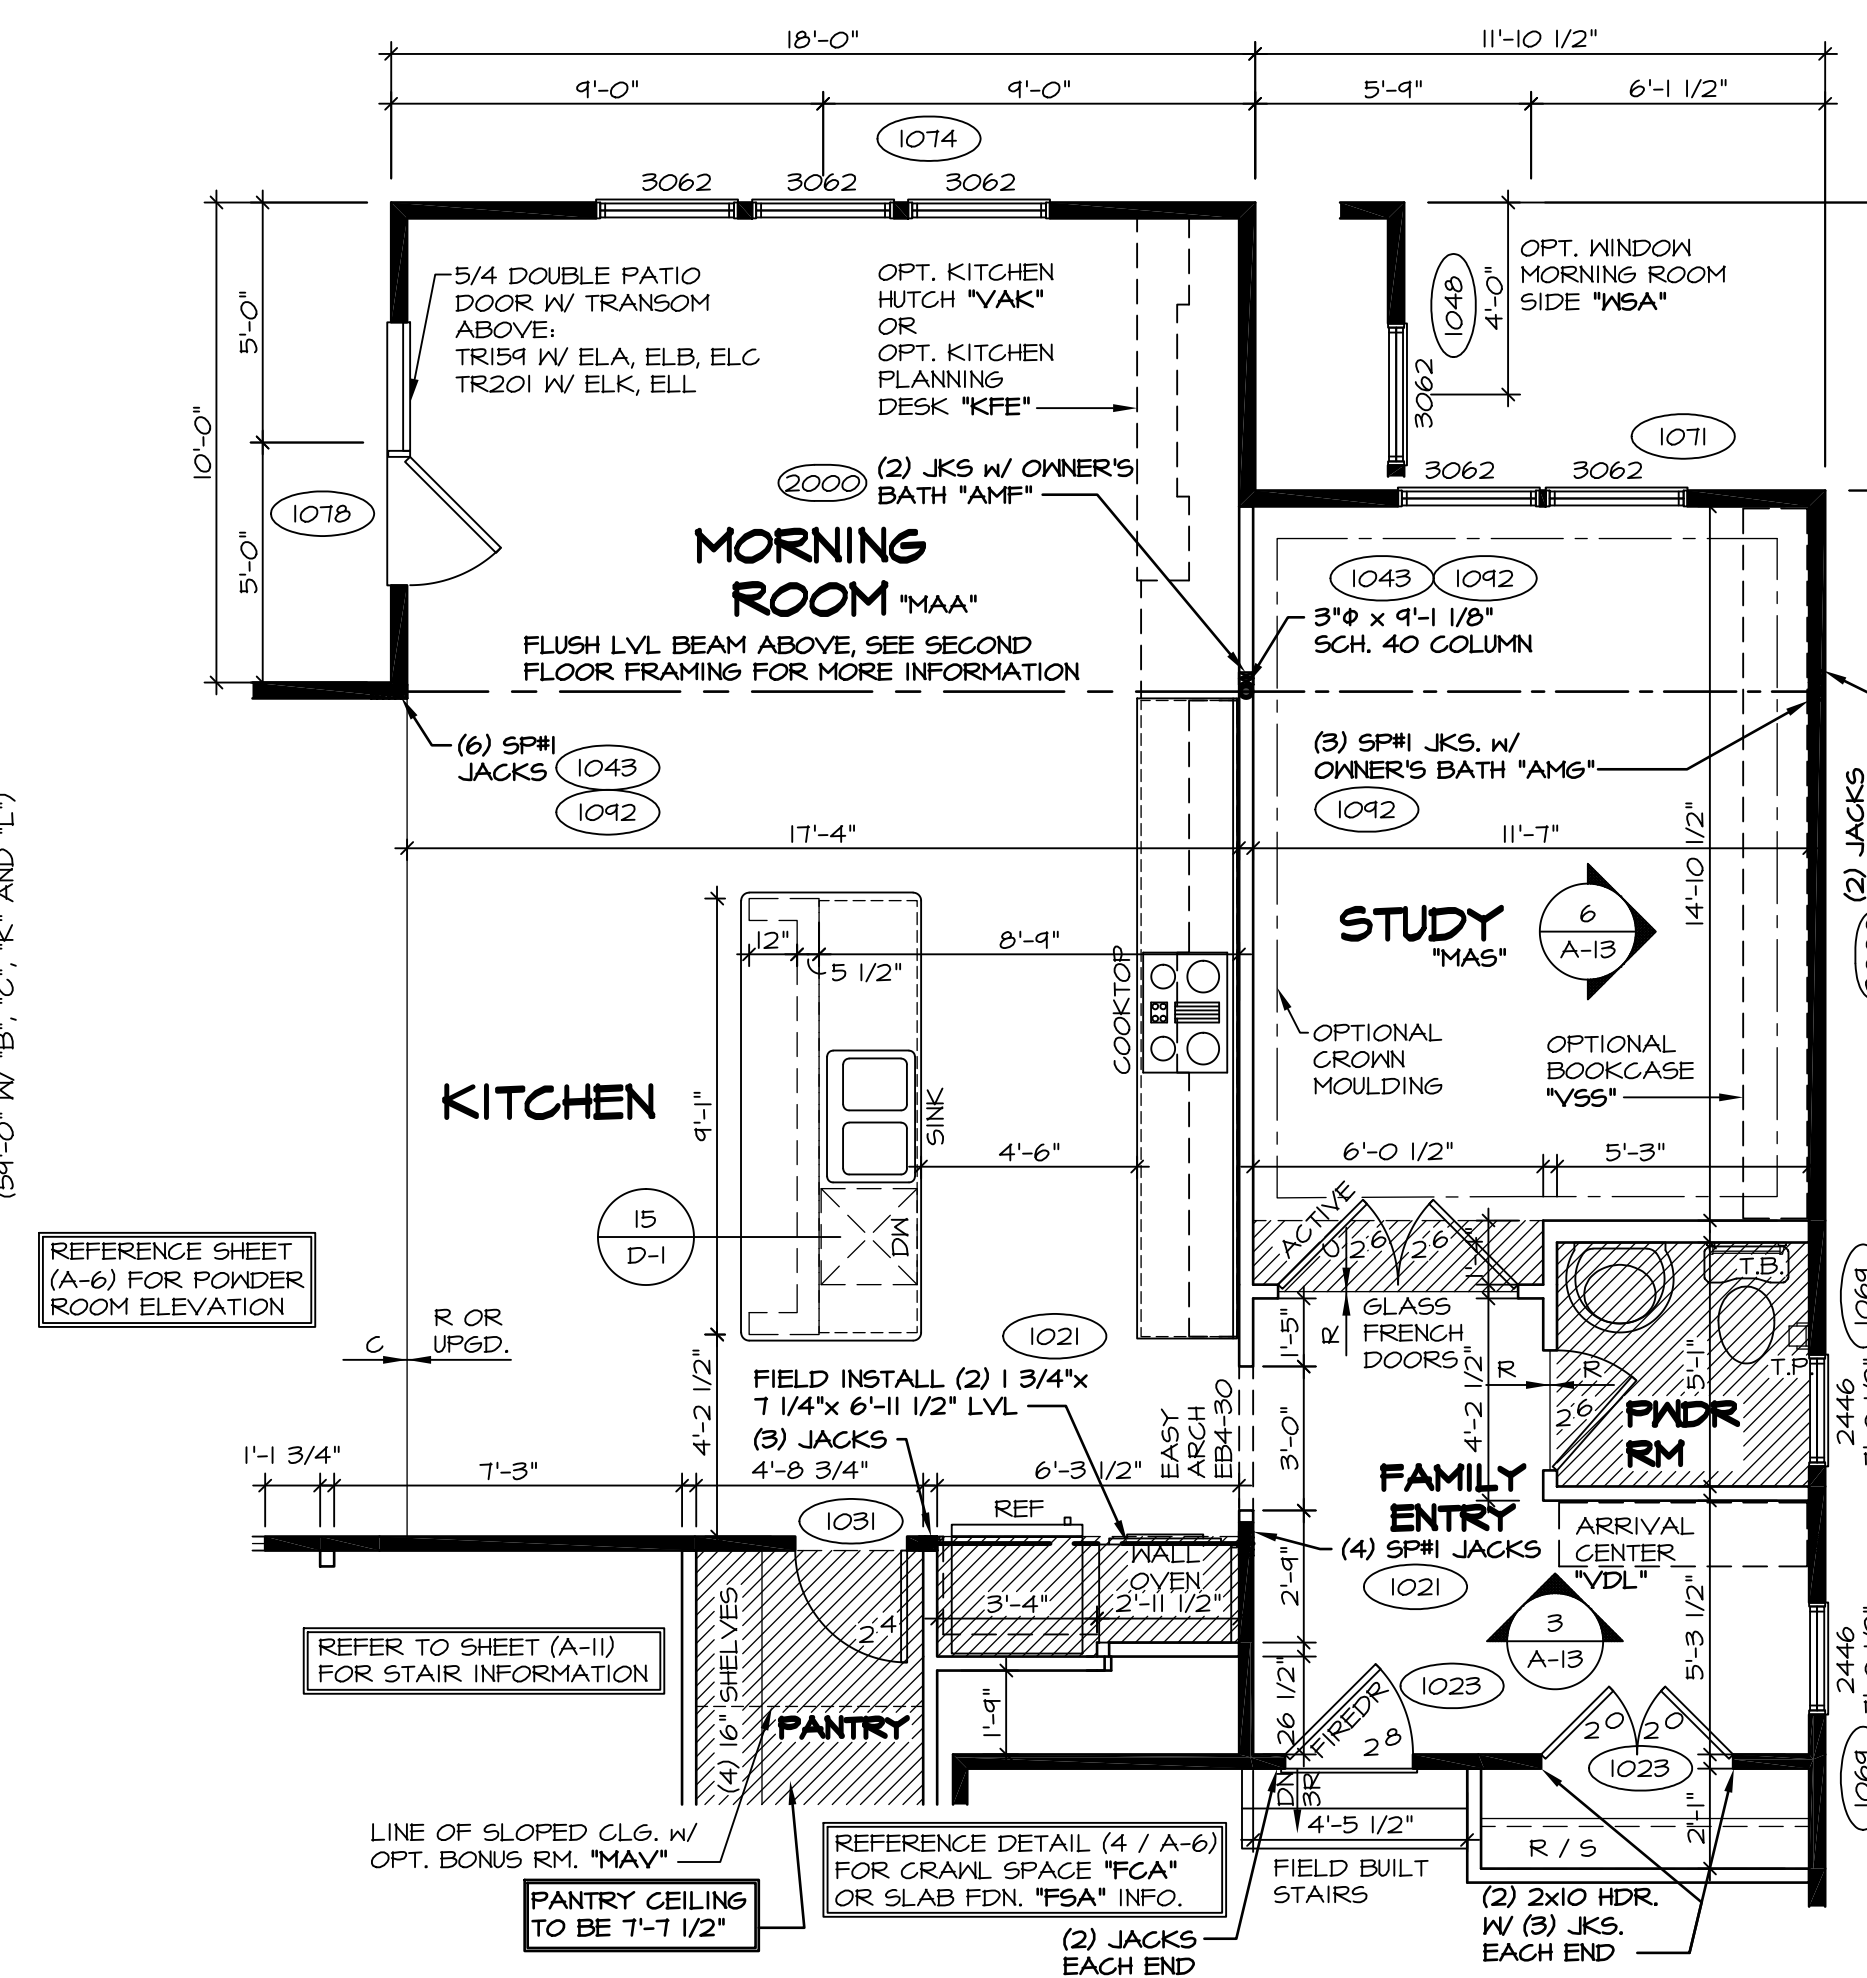 18'-0"
11'-10 1/2"
9'-0"
9'-0"
5'-9"
6'-1 1/2"
1074
3062
3062
3062
5/4 DOUBLE PATIO
DOOR W/ TRANSOM
ABOVE:
TR159 W/ ELA, ELB, ELC
TR201 W/ ELK, ELL
OPT. KITCHEN
HUTCH "VAK"
OR
OPT. KITCHEN
PLANNING
DESK "KFE"
1048
4'-0"
OPT. WINDOW
MORNING ROOM
SIDE "WSA"
3062
1071
3062
3062
5'-0"
10'-0"
5'-0"
1078
2000
(2) JKS W/ OWNER'S
BATH "AMF"
MORNING
ROOM "MAA"
FLUSH LVL BEAM ABOVE, SEE SECOND
FLOOR FRAMING FOR MORE INFORMATION
1043
1092
3"Φ x 9'-1 1/8"
SCH. 40 COLUMN
(6) SP#1
JACKS
1043
1092
(3) SP#1 JKS. W/
OWNER'S BATH "AMG"
1092
(2) JACKS
17'-4"
11'-7"
14'-10 1/2"
STUDY
"MAS"
6
A-13
12"
5 1/2"
8'-9"
COOKTOP
OPTIONAL
CROWN
MOULDING
OPTIONAL
BOOKCASE
"VSS"
(59'-0" W/ "B", "C", "K" AND "L")
KITCHEN
9'-1"
SINK
4'-6"
6'-0 1/2"
5'-3"
15
D-1
DW
REFERENCE SHEET
(A-6) FOR POWDER
ROOM ELEVATION
ACTIVE
26
26
C
R
GLASS
FRENCH
DOORS
T.B.
T.P.
1069
C
R OR
UPGD.
1021
1'-5"
4'-2 1/2"
FIELD INSTALL (2) 1 3/4"x
7 1/4"x 6'-11 1/2" LVL
(3) JACKS
EASY
ARCH
EB4-30
3'-0"
4'-2 1/2"
R
R
26
5'-1"
PWDR
RM
2446
1'-1 3/4"
7'-3"
4'-8 3/4"
6'-3 1/2"
FAMILY
ENTRY
1031
REF
ARRIVAL
CENTER
"VDL"
(4) SP#1 JACKS
WALL
OVEN
3'-4"
2'-11 1/2"
2'-9"
1021
24
(4) 16" SHELVES
REFER TO SHEET (A-11)
FOR STAIR INFORMATION
3
A-13
5'-3 1/2"
2446
PANTRY
1'-9"
26 1/2"
FIREDR
28
1023
20
20
1023
1069
DN
3R
LINE OF SLOPED CLG. W/
OPT. BONUS RM. "MAV"
PANTRY CEILING
TO BE 7'-7 1/2"
REFERENCE DETAIL (4 / A-6)
FOR CRAWL SPACE "FCA"
OR SLAB FDN. "FSA" INFO.
4'-5 1/2"
FIELD BUILT
STAIRS
R / S
2'-1"
(2) JACKS
EACH END
(2) 2x10 HDR.
W/ (3) JKS.
EACH END